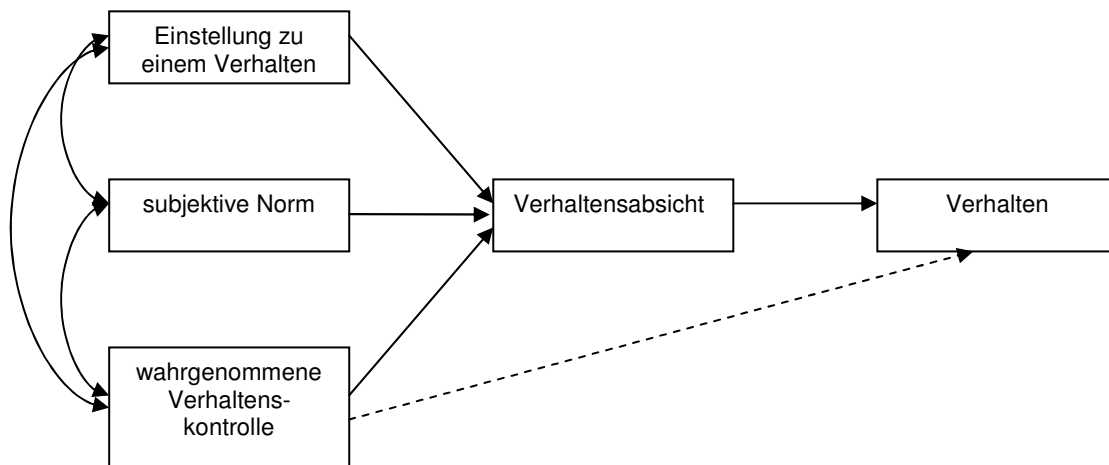 Einstellung zu
einem Verhalten
subjektive Norm
Verhaltensabsicht
Verhalten
wahrgenommene
Verhaltens-
kontrolle